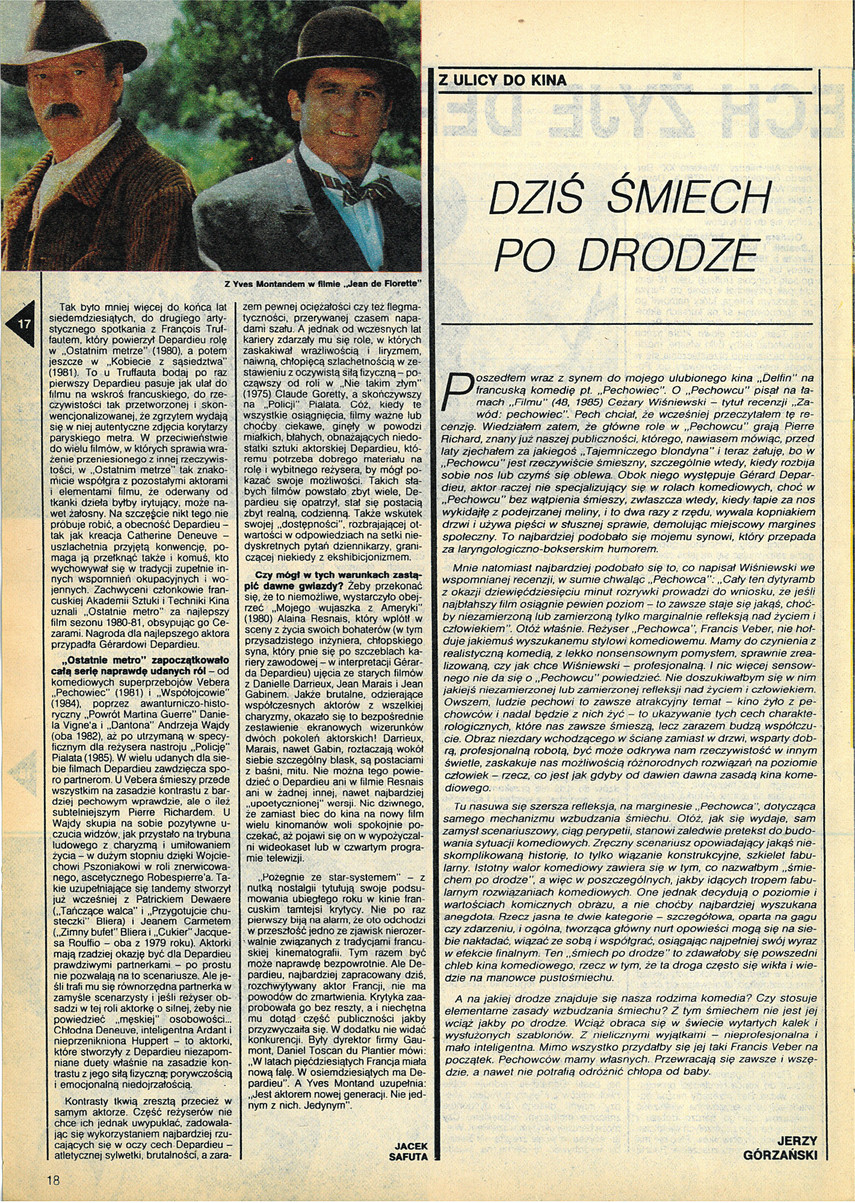 Z Yves Montandem w filmie „Jean de Florette"
17
Tak było mniej więcej do końca lat
siedemdziesiątych, do drugiego arty-
stycznego spotkania z François Truf-
fautem, który powierzył Depardieu rolę
w „Ostatnim metrze" (1980), a potem
jeszcze w „Kobiecie z sąsiedztwa"
(1981). To u Truffauta bodaj po raz
pierwszy Depardieu pasuje jak ulał do
filmu na wskroś francuskiego, do rze-
czywistości tak przetworzonej i skon-
wencjonalizowanej, że zgrzytem wydają
się w niej autentyczne zdjęcia korytarzy
paryskiego metra. W przeciwieństwie
do wielu filmów, w których sprawia wra-
żenie przeniesionego z innej rzeczywis-
tości, w „Ostatnim metrze" tak znako-
micie współgra z pozostałymi aktorami
i elementami filmu, że oderwany od
tkanki dzieła byłby irytujący, może na-
wet żałosny. Na szczęście nikt tego nie
próbuje robić, a obecność Depardieu –
tak jak kreacja Catherine Deneuve –
uszlachetnia przyjętą konwencję, po-
maga ją przełknąć także i komuś, kto
wychowywał się w tradycji zupełnie in-
nych wspomnień okupacyjnych i wo-
jennych. Zachwyceni członkowie fran-
cuskiej Akademii Sztuki i Techniki Kina
uznali „Ostatnie metro" za najlepszy
film sezonu 1980-81, obsypując go Ce-
zarami. Nagroda dla najlepszego aktora
przypadła Gérardowi Depardieu.
„Ostatnie metro" zapoczątkowało
całą serię naprawdę udanych ról – od
komediowych superprzebojów Vebera
„Pechowiec" (1981) i „Współojcowie"
(1984), poprzez awanturniczo-histo-
ryczny „Powrót Martina Guerre" Danie-
la Vigne'a i „Dantona" Andrzeja Wajdy
(oba 1982), aż po utrzymaną w specy-
ficznym dla reżysera nastroju „Policję"
Pialata (1985). W wielu udanych dla sie-
bie filmach Depardieu zawdzięcza spo-
ro partnerom. U Vebera śmieszy przede
wszystkim na zasadzie kontrastu z bar-
dziej pechowym wprawdzie, ale o ileż
subtelniejszym Pierre Richardem. U
Wajdy skupia na sobie pozytywne u-
czucia widzów, jak przystało na trybuna
ludowego z charyzmą i umiłowaniem
życia – w dużym stopniu dzięki Wojcie-
chowi Pszoniakowi w roli znerwicowa-
nego, ascetycznego Robespierre'a. Ta-
kie uzupełniające się tandemy stworzył
już wcześniej z Patrickiem Dewaere
(„Tańczące walca" i „Przygotujcie chu-
steczki" Bliera) i Jeanem Carmetem
(„Zimny bufet" Bliera i „Cukier" Jacque-
sa Rouffio – oba z 1979 roku). Aktorki
mają rzadziej okazję być dla Depardieu
prawdziwymi partnerkami – po prostu
nie pozwalają na to scenariusze. Ale je-
śli trafi mu się równorzędna partnerka w
zamyśle scenarzysty i jeśli reżyser ob-
sadzi w tej roli aktorkę o silnej, żeby nie
powiedzieć „męskiej" osobowości...
Chłodna Deneuve, inteligentna Ardant i
nieprzenikniona Huppert – to aktorki,
które stworzyły z Depardieu niezapom-
niane duety właśnie na zasadzie kon-
trastu z jego siłą fizyczną, porywczością
i emocjonalną niedojrzałością.
Kontrasty tkwią zresztą przecież w
samym aktorze. Część reżyserów nie
chce ich jednak uwypuklać, zadowala-
jąc się wykorzystaniem najbardziej rzu-
cających się w oczy cech Depardieu –
atletycznej sylwetki, brutalności, a zara-
zem pewnej ociężałości czy też flegma-
tyczności, przerywanej czasem napa-
dami szału. A jednak od wczesnych lat
kariery zdarzały mu się role, w których
zaskakiwał wrażliwością i liryzmem,
naiwną, chłopięcą szlachetnością w ze-
stawieniu z oczywistą siłą fizyczną – po-
cząwszy od roli w „Nie takim złym"
(1975) Claude Goretty, a skończywszy
na „Policji" Pialata. Cóż, kiedy te
wszystkie osiągnięcia, filmy ważne lub
choćby ciekawe, ginęły w powodzi
miałkich, błahych, obnażających niedo-
statki sztuki aktorskiej Depardieu, któ-
remu potrzeba dobrego materiału na
rolę i wybitnego reżysera, by mógł po-
kazać swoje możliwości. Takich sła-
bych filmów powstało zbyt wiele, De-
pardieu się opatrzył, stał się postacią
zbyt realną, codzienną. Także wskutek
swojej „dostępności", rozbrajającej ot-
wartości w odpowiedziach na setki nie-
dyskretnych pytań dziennikarzy, grani-
czącej niekiedy z ekshibicjonizmem.
Czy mógł w tych warunkach zastą-
pić dawne gwiazdy? Żeby przekonać
się, że to niemożliwe, wystarczyło obej-
rzeć „Mojego wujaszka z Ameryki"
(1980) Alaina Resnais, który wplótł w
sceny z życia swoich bohaterów (w tym
przysadzistego inżyniera, chłopskiego
syna, który pnie się po szczeblach ka-
riery zawodowej – w interpretacji Gérar-
da Depardieu) ujęcia ze starych filmów
z Danielle Darrieux, Jean Marais i Jean
Gabinem. Jakże brutalne, odzierające
współczesnych aktorów z wszelkiej
charyzmy, okazało się to bezpośrednie
zestawienie ekranowych wizerunków
dwóch pokoleń aktorskich! Darrieux,
Marais, nawet Gabin, roztaczają wokół
siebie szczególny blask, są postaciami
z baśni, mitu. Nie można tego powie-
dzieć o Depardieu ani w filmie Resnais
ani w żadnej innej, nawet najbardziej
„upoetycznionej" wersji. Nic dziwnego,
że zamiast biec do kina na nowy film
wielu kinomanów woli spokojnie po-
czekać, aż pojawi się on w wypożyczal-
ni wideokaset lub w czwartym progra-
mie telewizji.
„Pożegnie ze star-systemem" – z
nutką nostalgii tytułują swoje podsu-
mowania ubiegłego roku w kinie fran-
cuskim tamtejsi krytycy. Nie po raz
pierwszy biją na alarm, że oto odchodzi
w przeszłość jedno ze zjawisk nierozer-
walnie związanych z tradycjami francu-
skiej kinematografii. Tym razem być
może naprawdę bezpowrotnie. Ale De-
pardieu, najbardziej zapracowany dziś,
rozchwytywany aktor Francji, nie ma
powodów do zmartwienia. Krytyka zaa-
probowała go bez reszty, a i niechętna
mu dotąd część publiczności jakby
przyzwyczaiła się. W dodatku nie widać
konkurencji. Były dyrektor firmy Gau-
mont, Daniel Toscan du Plantier mówi:
„W latach pięćdziesiątych Francja miała
nową falę. W osiemdziesiątych ma De-
pardieu". A Yves Montand uzupełnia:
„Jest aktorem nowej generacji. Nie jed-
nym z nich. Jedynym".
JACEK
SAFUTA
Z ULICY DO KINA
DZIŚ ŚMIECH
PO DRODZE
Poszedłem wraz z synem do mojego ulubionego kina „Delfin" na
francuską komedię pt. „Pechowiec". O „Pechowcu" pisał na ła-
mach „Filmu" (48, 1985) Cezary Wiśniewski – tytuł recenzji „Za-
wód: pechowiec". Pech chciał, że wcześniej przeczytałem tę re-
cenzję. Wiedziałem zatem, że główne role w „Pechowcu" grają Pierre
Richard, znany już naszej publiczności, którego, nawiasem mówiąc, przed
laty zjechałem za jakiegoś „Tajemniczego blondyna" i teraz żałuję, bo w
„Pechowcu" jest rzeczywiście śmieszny, szczególnie wtedy, kiedy rozbija
sobie nos lub czymś się oblewa. Obok niego występuje Gérard Depar-
dieu, aktor raczej nie specjalizujący się w rolach komediowych, choć w
„Pechowcu" bez wątpienia śmieszy, zwłaszcza wtedy, kiedy łapie za nos
wykidajłę z podejrzanej meliny, i to dwa razy z rzędu, wywala kopniakiem
drzwi i używa pięści w słusznej sprawie, demolując miejscowy margines
społeczny. To najbardziej podobało się mojemu synowi, który przepada
za laryngologiczno-bokserskim humorem.
Mnie natomiast najbardziej podobało się to, co napisał Wiśniewski we
wspomnianej recenzji, w sumie chwaląc „Pechowca": „Cały ten dytyramb
z okazji dziewięćdziesięciu minut rozrywki prowadzi do wniosku, ze jeśli
najbłahszy film osiągnie pewien poziom – to zawsze staje się jakąś, choć-
by niezamierzoną lub zamierzoną tylko marginalnie refleksją nad życiem i
człowiekiem". Otóż właśnie. Reżyser „Pechowca", Francis Veber, nie hoł-
duje jakiemuś wyszukanemu stylowi komediowemu. Mamy do czynienia z
realistyczną komedią, z lekko nonsensownym pomysłem, sprawnie zrea-
lizowaną, czy jak chce Wiśniewski – profesjonalną. I nic więcej sensow-
nego nie da się o „Pechowcu" powiedzieć. Nie doszukiwałbym się w nim
jakiejś niezamierzonej lub zamierzonej refleksji nad życiem i człowiekiem.
Owszem, ludzie pechowi to zawsze atrakcyjny temat – kino żyło z pe-
chowców i nadal będzie z nich żyć – to ukazywanie tych cech charakte-
rologicznych, które nas zawsze śmieszą, lecz zarazem budzą współczu-
cie. Obraz niezdary wchodzącego w ścianę zamiast w drzwi, wsparty dob-
rą, profesjonalną robotą, być może odkrywa nam rzeczywistość w innym
świetle, zaskakuje nas możliwością różnorodnych rozwiązań na poziomie
człowiek – rzecz, co jest jak gdyby od dawien dawna zasadą kina kome-
diowego.
Tu nasuwa się szersza refleksja, na marginesie „Pechowca", dotycząca
samego mechanizmu wzbudzania śmiechu. Otóż, jak się wydaje, sam
zamysł scenariuszowy, ciąg perypetii, stanowi zaledwie pretekst do budo-
wania sytuacji komediowych. Zręczny scenariusz opowiadający jakąś nie-
skomplikowaną historię, to tylko wiązanie konstrukcyjne, szkielet fabu-
larny. Istotny walor komediowy zawiera się w tym, co nazwałbym „śmie-
chem po drodze", a więc w poszczególnych, jakby idących tropem fabu-
larnym rozwiązaniach komediowych. One jednak decydują o poziomie i
wartościach komicznych obrazu, a nie choćby najbardziej wyszukana
anegdota. Rzecz jasna te dwie kategorie – szczegółowa, oparta na gagu
czy zdarzeniu, i ogólna, tworząca główny nurt opowieści mogą się na sie-
bie nakładać, wiązać ze sobą i współgrać, osiągając najpełniej swój wyraz
w efekcie finalnym. Ten „śmiech po drodze" to zdawałoby się powszedni
chleb kina komediowego, rzecz w tym, że ta droga często się wikła i wie-
dzie na manowce pustośmiechu.
A na jakiej drodze znajduje się nasza rodzima komedia? Czy stosuje
elementarne zasady wzbudzania śmiechu? Z tym śmiechem nie jest jej
wciąż jakby po drodze. Wciąż obraca się w świecie wytartych kalek i
wysłużonych szablonów. Z nielicznymi wyjątkami – nieprofesjonalna i
mało inteligentna. Mimo wszystko przydałby się jej taki Francis Veber na
początek. Pechowców mamy własnych. Przewracają się zawsze i wszę-
dzie, a nawet nie potrafią odróżnić chłopa od baby.
JERZY
GÓRZAŃSKI
18